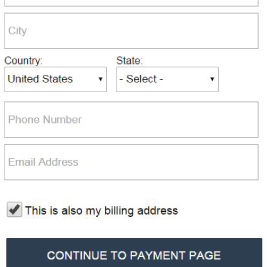 City
Country: State:
United States - Select -
Phone Number
Email Address
This is also my billing address
CONTINUE TO PAYMENT PAGE